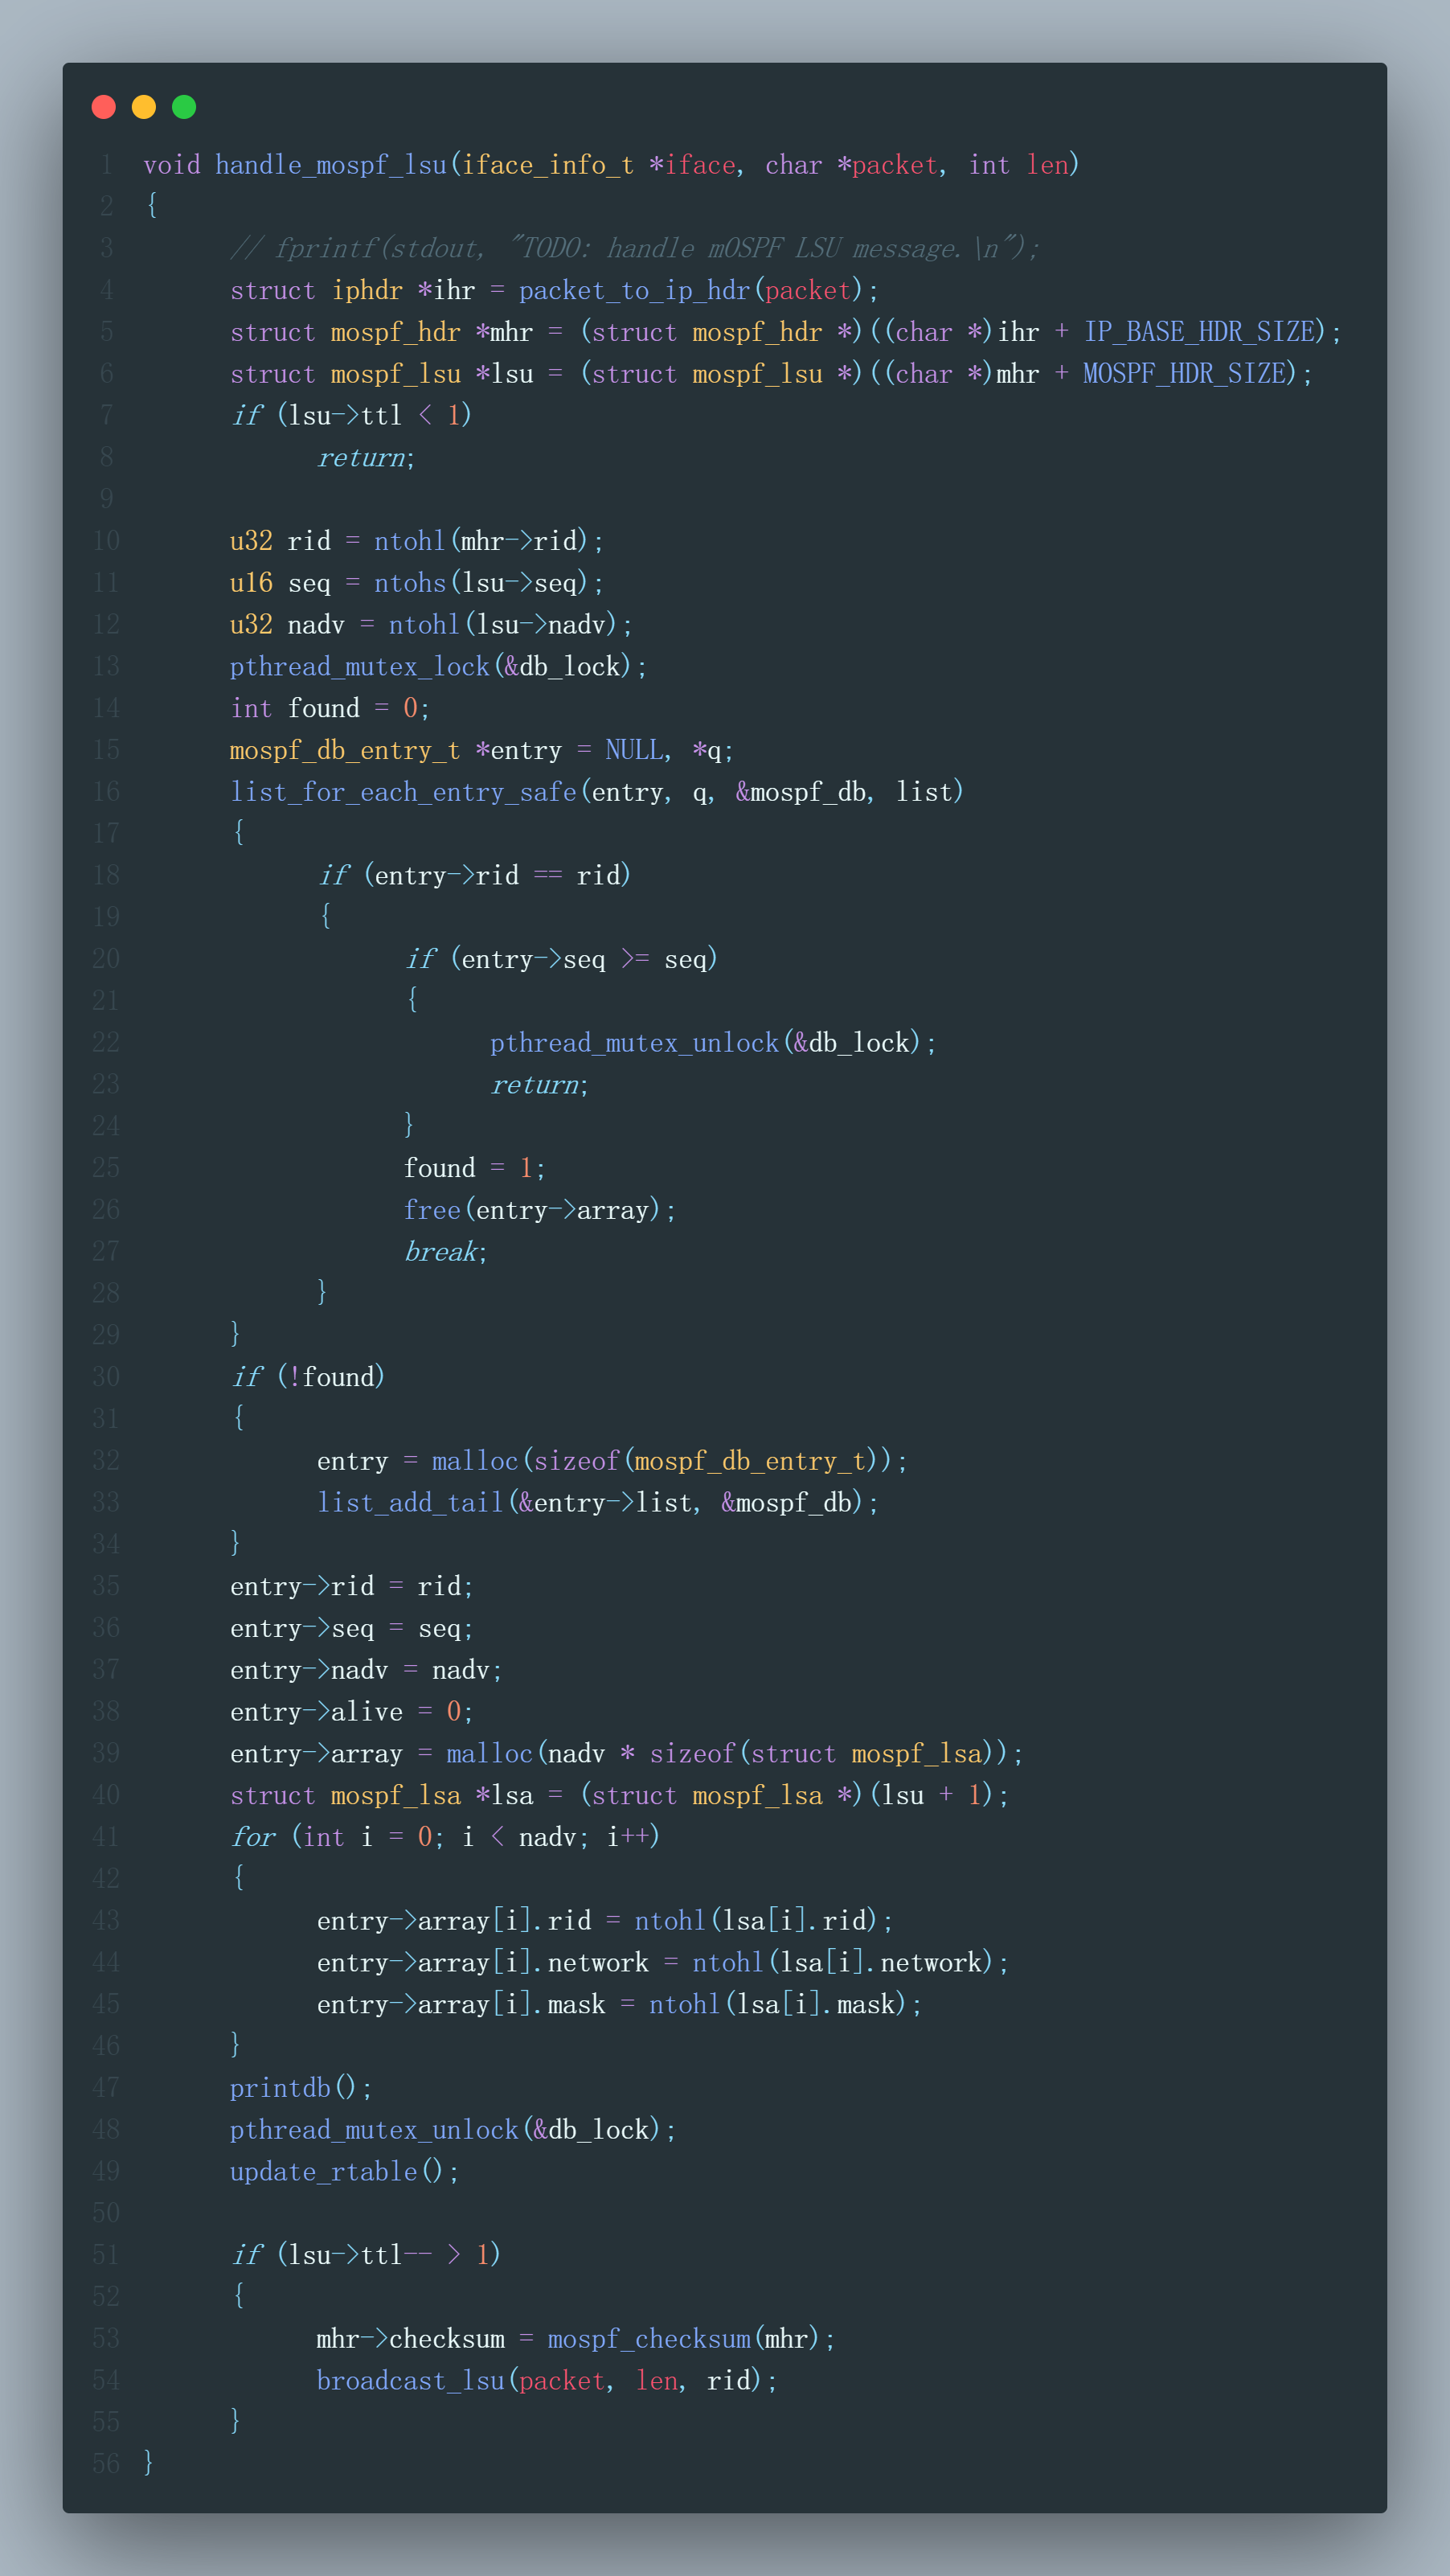 1 void handle_mospf_lsu(iface_info_t *iface, char *packet, int len)
2 {
3       // fprintf(stdout, "TODO: handle mOSPF LSU message.\n");
4       struct iphdr *ihr = packet_to_ip_hdr(packet);
5       struct mospf_hdr *mhr = (struct mospf_hdr *)((char *)ihr + IP_BASE_HDR_SIZE);
6       struct mospf_lsu *lsu = (struct mospf_lsu *)((char *)mhr + MOSPF_HDR_SIZE);
7       if (lsu->ttl < 1)
8             return;
9
10       u32 rid = ntohl(mhr->rid);
11       u16 seq = ntohs(lsu->seq);
12       u32 nadv = ntohl(lsu->nadv);
13       pthread_mutex_lock(&db_lock);
14       int found = 0;
15       mospf_db_entry_t *entry = NULL, *q;
16       list_for_each_entry_safe(entry, q, &mospf_db, list)
17       {
18             if (entry->rid == rid)
19             {
20                   if (entry->seq >= seq)
21                   {
22                         pthread_mutex_unlock(&db_lock);
23                         return;
24                   }
25                   found = 1;
26                   free(entry->array);
27                   break;
28             }
29       }
30       if (!found)
31       {
32             entry = malloc(sizeof(mospf_db_entry_t));
33             list_add_tail(&entry->list, &mospf_db);
34       }
35       entry->rid = rid;
36       entry->seq = seq;
37       entry->nadv = nadv;
38       entry->alive = 0;
39       entry->array = malloc(nadv * sizeof(struct mospf_lsa));
40       struct mospf_lsa *lsa = (struct mospf_lsa *)(lsu + 1);
41       for (int i = 0; i < nadv; i++)
42       {
43             entry->array[i].rid = ntohl(lsa[i].rid);
44             entry->array[i].network = ntohl(lsa[i].network);
45             entry->array[i].mask = ntohl(lsa[i].mask);
46       }
47       printdb();
48       pthread_mutex_unlock(&db_lock);
49       update_rtable();
50
51       if (lsu->ttl-- > 1)
52       {
53             mhr->checksum = mospf_checksum(mhr);
54             broadcast_lsu(packet, len, rid);
55       }
56 }